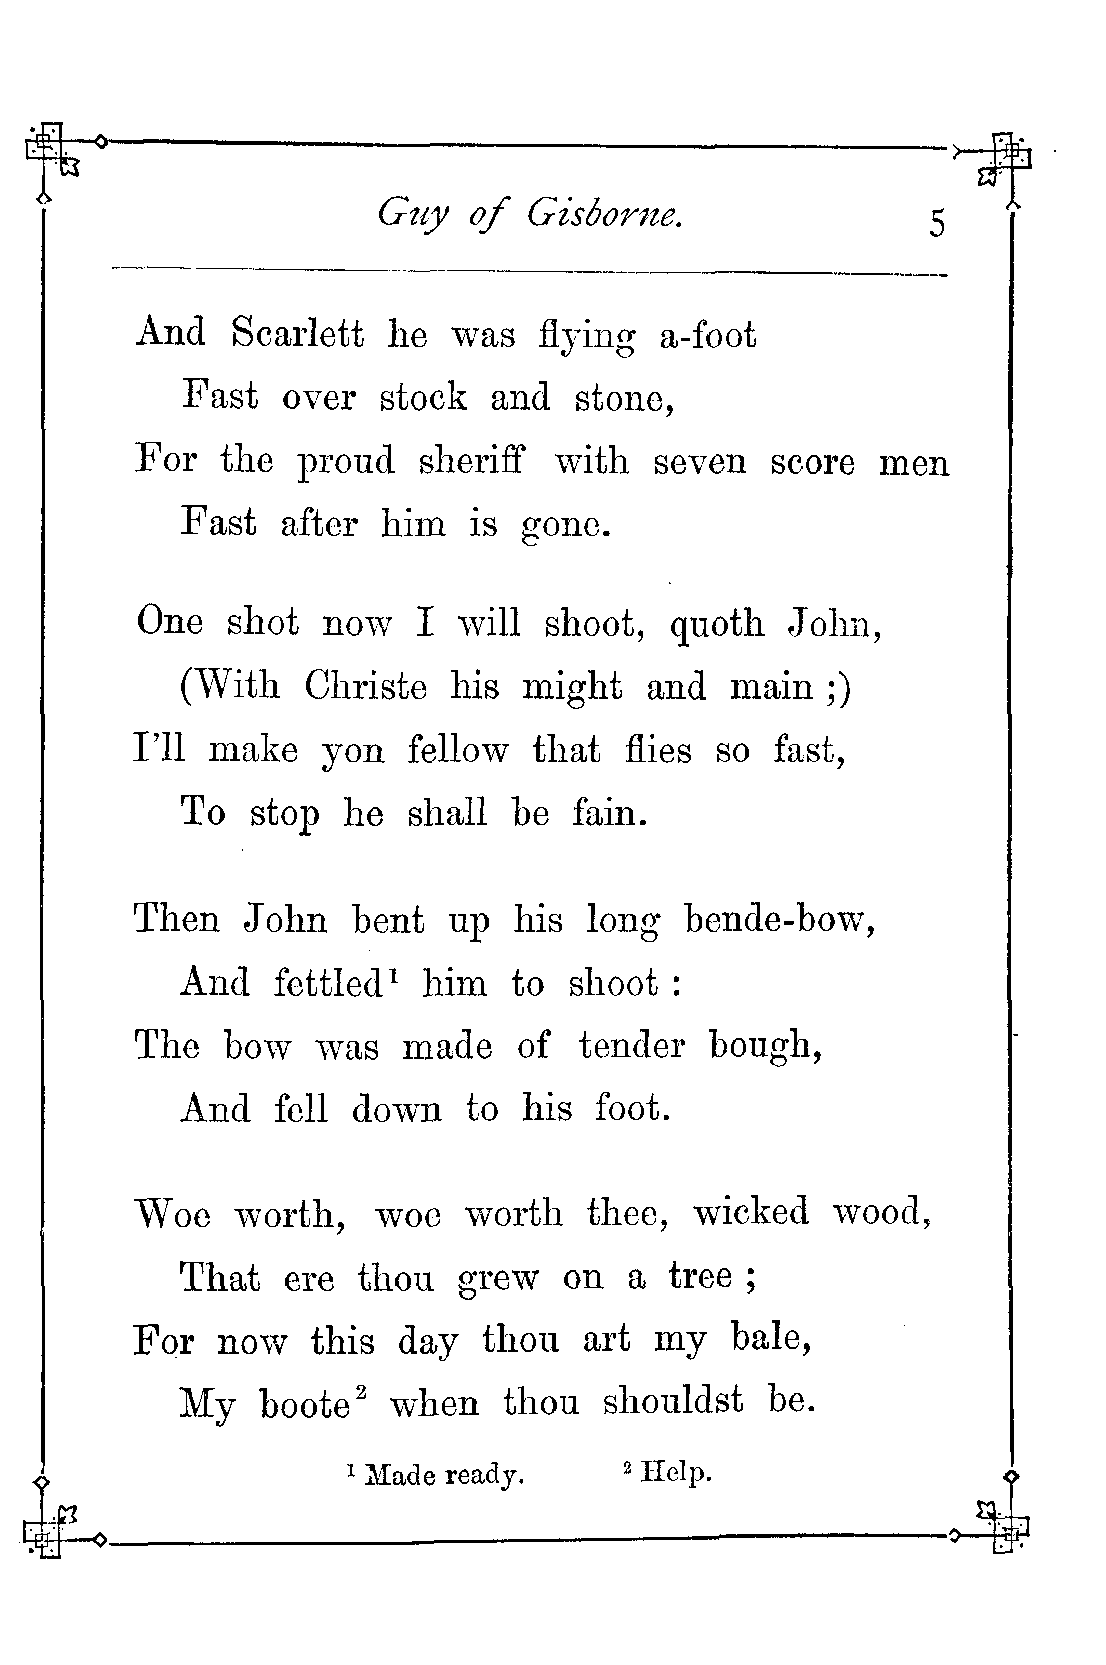 Guy of Gisborne. 5
And Scarlett he was flying a-foot
Fast over stock and stone,
For the proud sheriff with seven score men
Fast after him is gone.
One shot now I will shoot, quoth John,
(With Christe his might and main ;)
I'll make yon fellow that flies so fast,
To stop he shall be fain.
Then John bent up his long bende-bow,
And fettled¹ him to shoot :
The bow was made of tender bough,
And fell down to his foot.
Woe worth, woe worth thee, wicked wood,
That ere thou grew on a tree ;
For now this day thou art my bale,
My boote² when thou shouldst be.
¹ Made ready. ² Help.